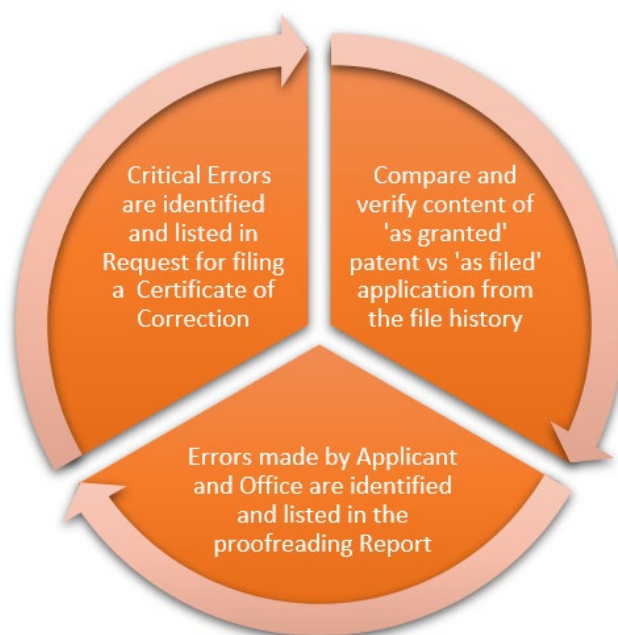 Critical Errors
are identified
and listed in
Request for filing
a Certificate of
Correction
Compare and
verify content of
'as granted'
patent vs 'as filed'
application from
the file history
Errors made by Applicant
and Office are identified
and listed in the
proofreading Report